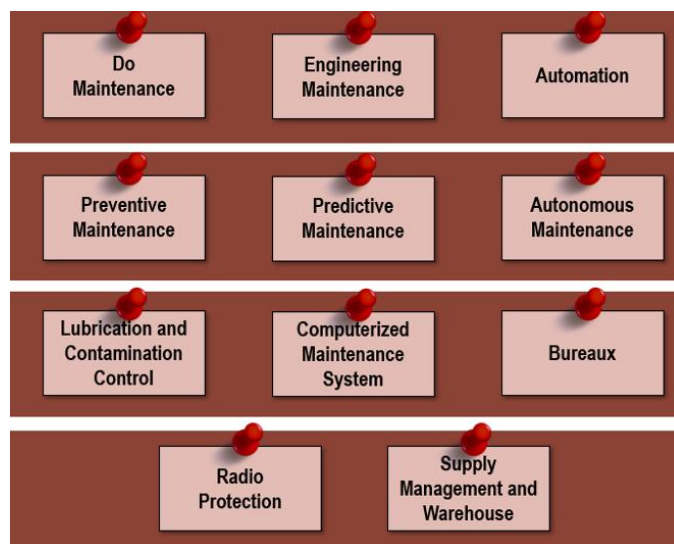 Do
Maintenance
Engineering
Maintenance
Automation
Preventive
Maintenance
Predictive
Maintenance
Autonomous
Maintenance
Lubrication and
Contamination
Control
Computerized
Maintenance
System
Bureaux
Radio
Protection
Supply
Management and
Warehouse